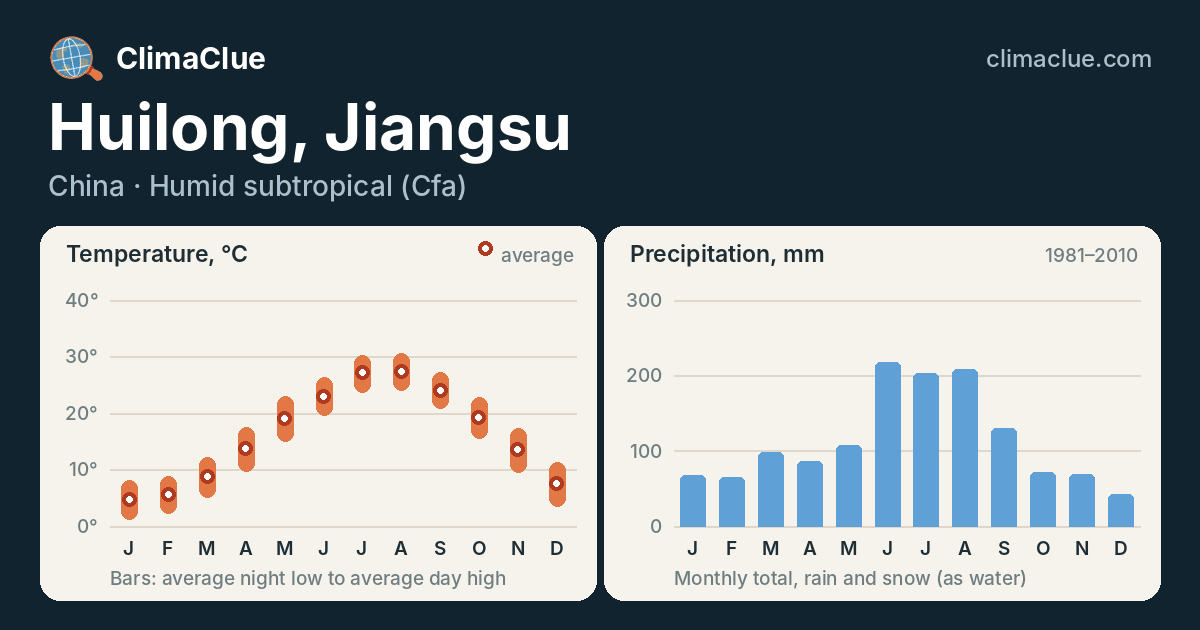 ClimaClue
climaclue.com
Huilong, Jiangsu
China · Humid subtropical (Cfa)
Temperature, °C
average
40°
30°
20°
10°
0°
J F M A M J J A S O N D
Bars: average night low to average day high
Precipitation, mm
1981–2010
300
200
100
0
J F M A M J J A S O N D
Monthly total, rain and snow (as water)